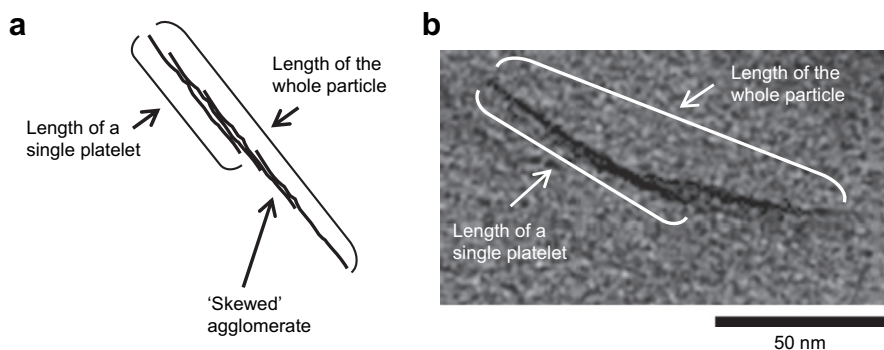 a
Length of the
whole particle
Length of a
single platelet
‘Skewed’
agglomerate
b
Length of the
whole particle
Length of a
single platelet
50 nm